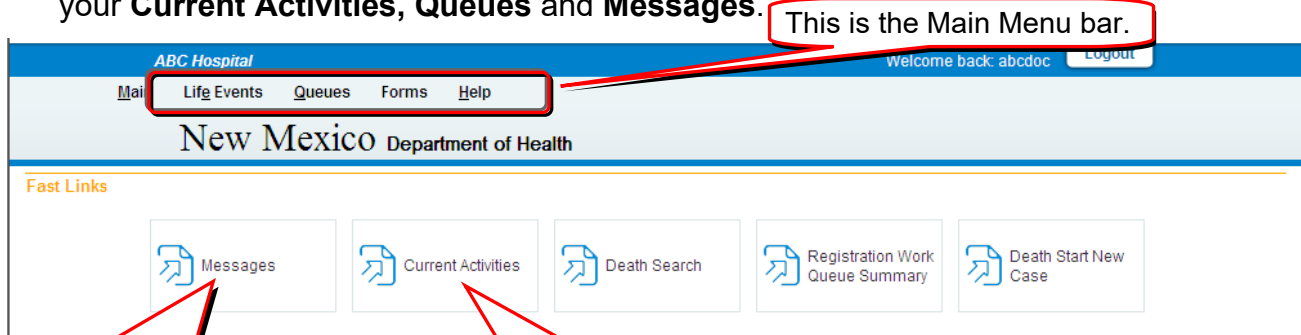 your Current Activities, Queues and Messages.
This is the Main Menu bar.
ABC Hospital
Welcome back: abcdoc
Logout
Mai
Life Events Queues Forms Help
New Mexico Department of Health
Fast Links
Messages
Current Activities
Death Search
Registration Work
Queue Summary
Death Start New
Case